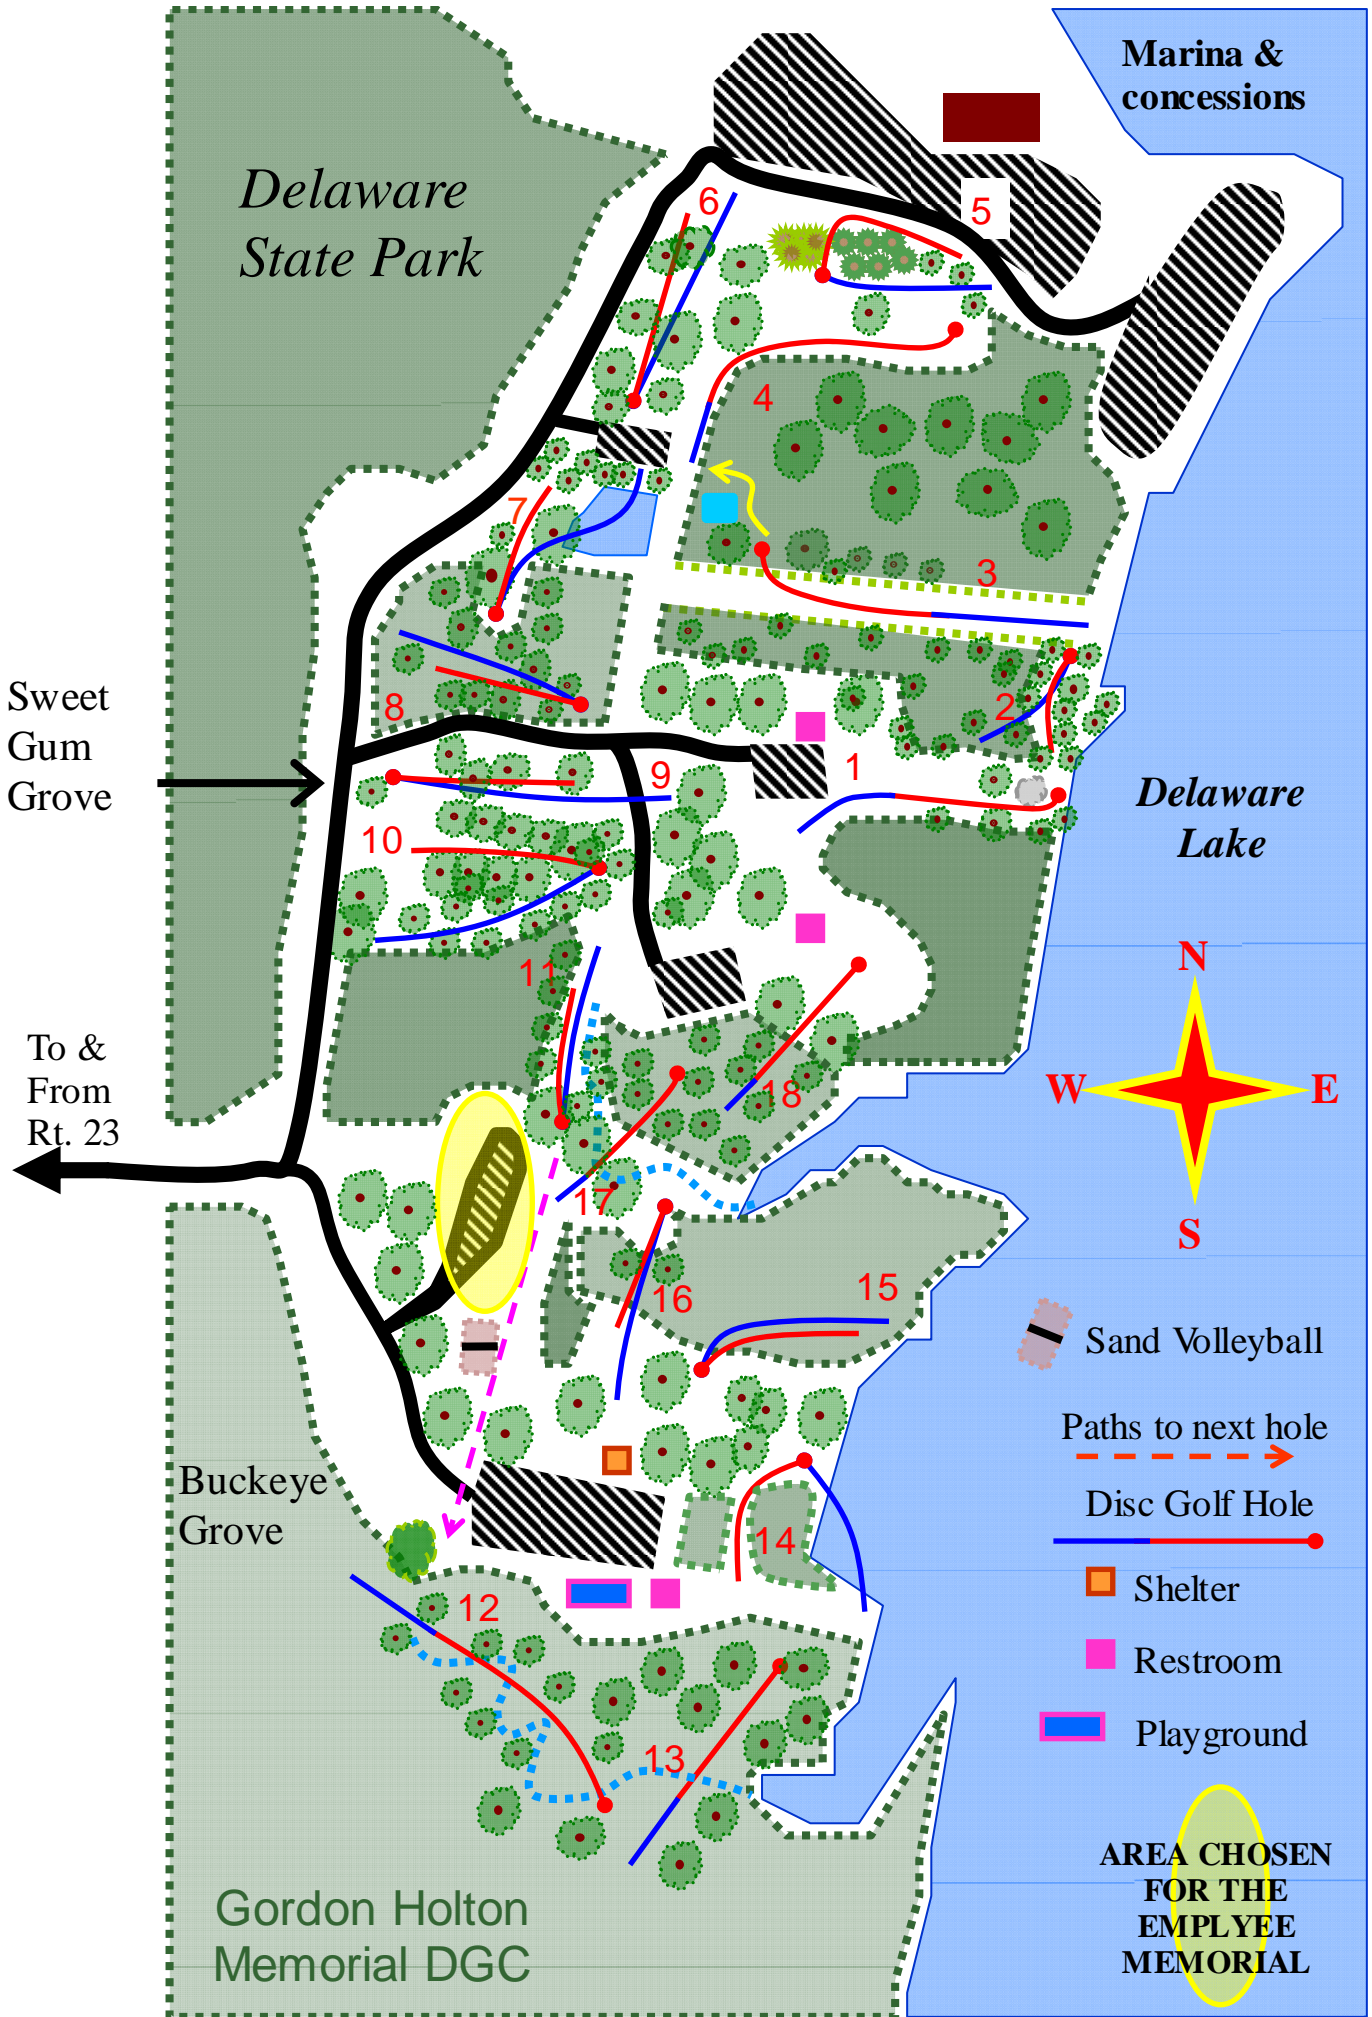 Marina &
concessions
Delaware
State Park
6
5
4
7
3
2
8
Sweet
Gum
Grove
9
1
10
Delaware
Lake
11
N
W
E
S
To &
From
Rt. 23
18
17
16
15
Sand Volleyball
Paths to next hole
Buckeye
Grove
Disc Golf Hole
14
Shelter
12
Restroom
Playground
13
AREA CHOSEN
FOR THE
EMPLYEE
MEMORIAL
Gordon Holton
Memorial DGC